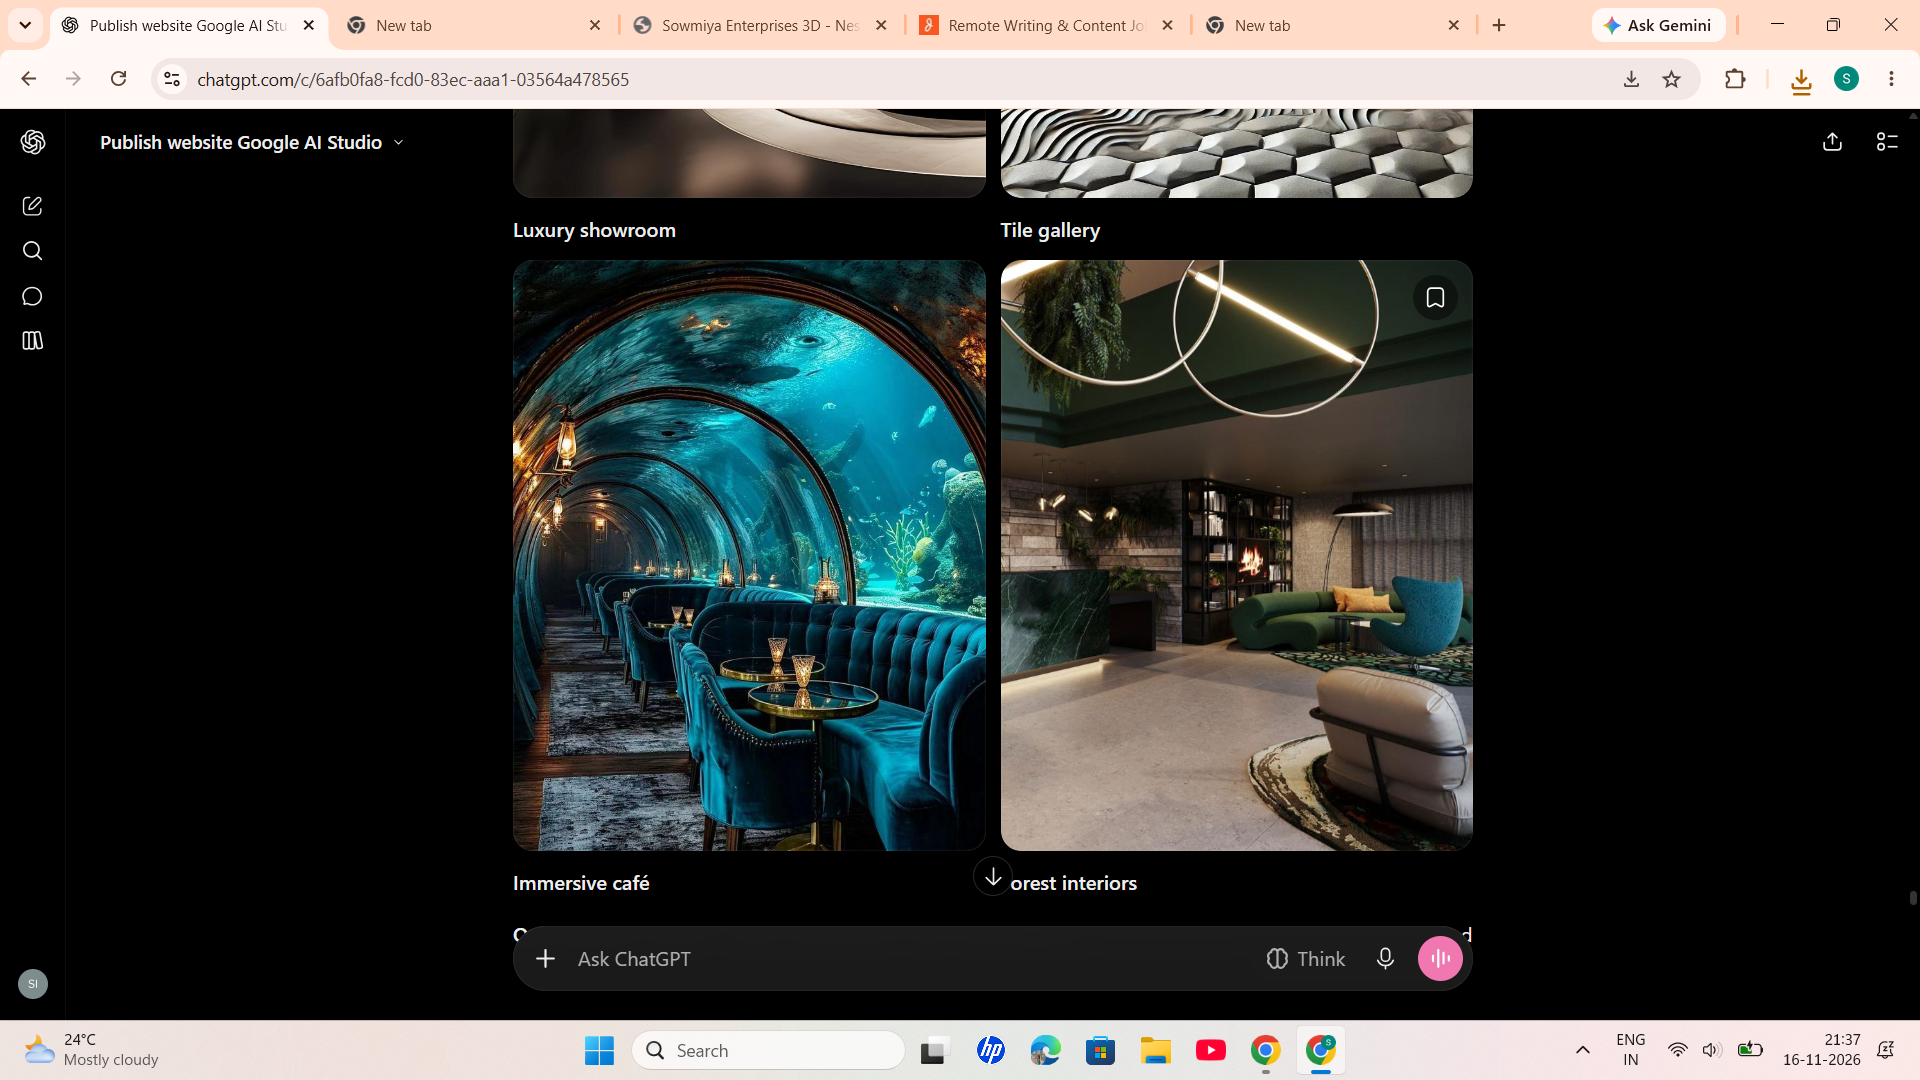 Publish website Google AI Stu
New tab
Sowmiya Enterprises 3D - Nes
Remote Writing & Content Jo
New tab
Ask Gemini
chatgpt.com/c/6afb0fa8-fcd0-83ec-aaa1-03564a478565
S
Publish website Google AI Studio
Luxury showroom
Tile gallery
Immersive café
orest interiors
Ask ChatGPT
Think
SI
24°C
Mostly cloudy
Search
hp
S
ENG
IN
21:37
16-11-2026